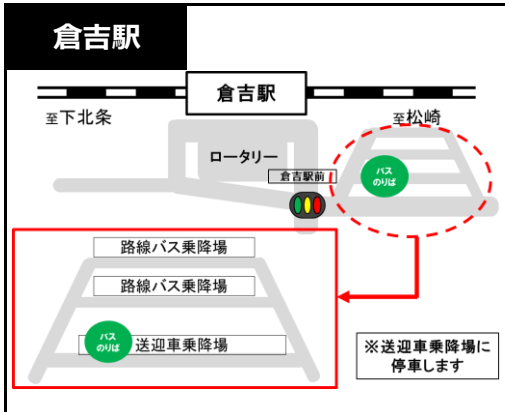 倉吉駅
倉吉駅
至下北条
至松崎
ロータリー
倉吉駅前
バス
のりば
路線バス乗降場
路線バス乗降場
バス
のりば
送迎車乗降場
※送迎車乗降場に
停車します